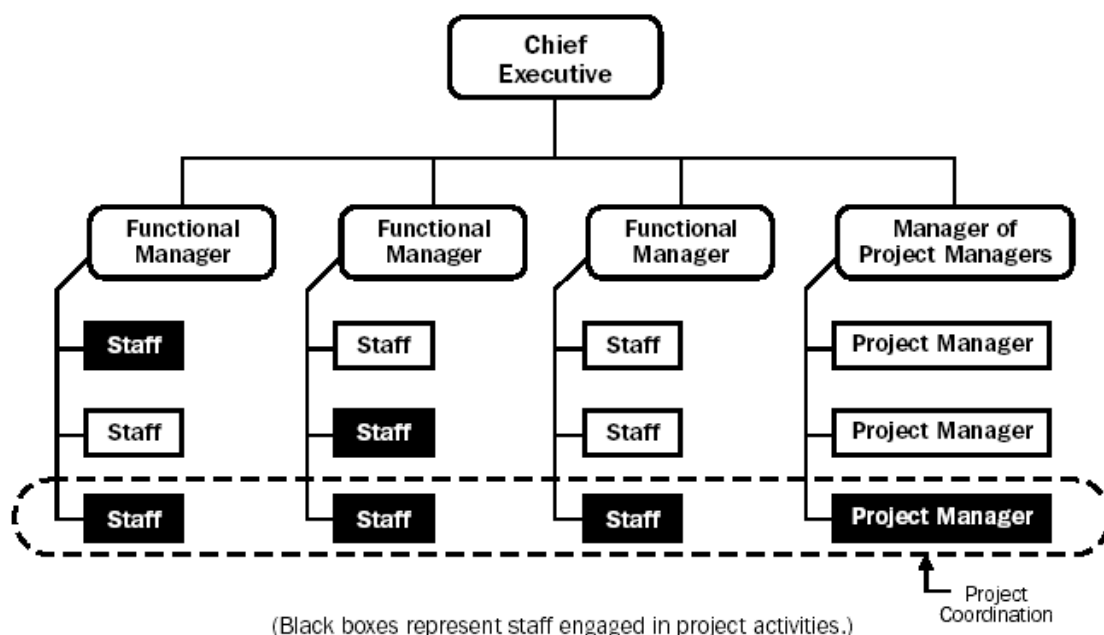 Chief
Executive
Functional
Manager
Functional
Manager
Functional
Manager
Manager of
Project Managers
Staff
Staff
Staff
Project Manager
Staff
Staff
Staff
Project Manager
Staff
Staff
Staff
Project Manager
Project
Coordination
(Black boxes represent staff engaged in project activities.)